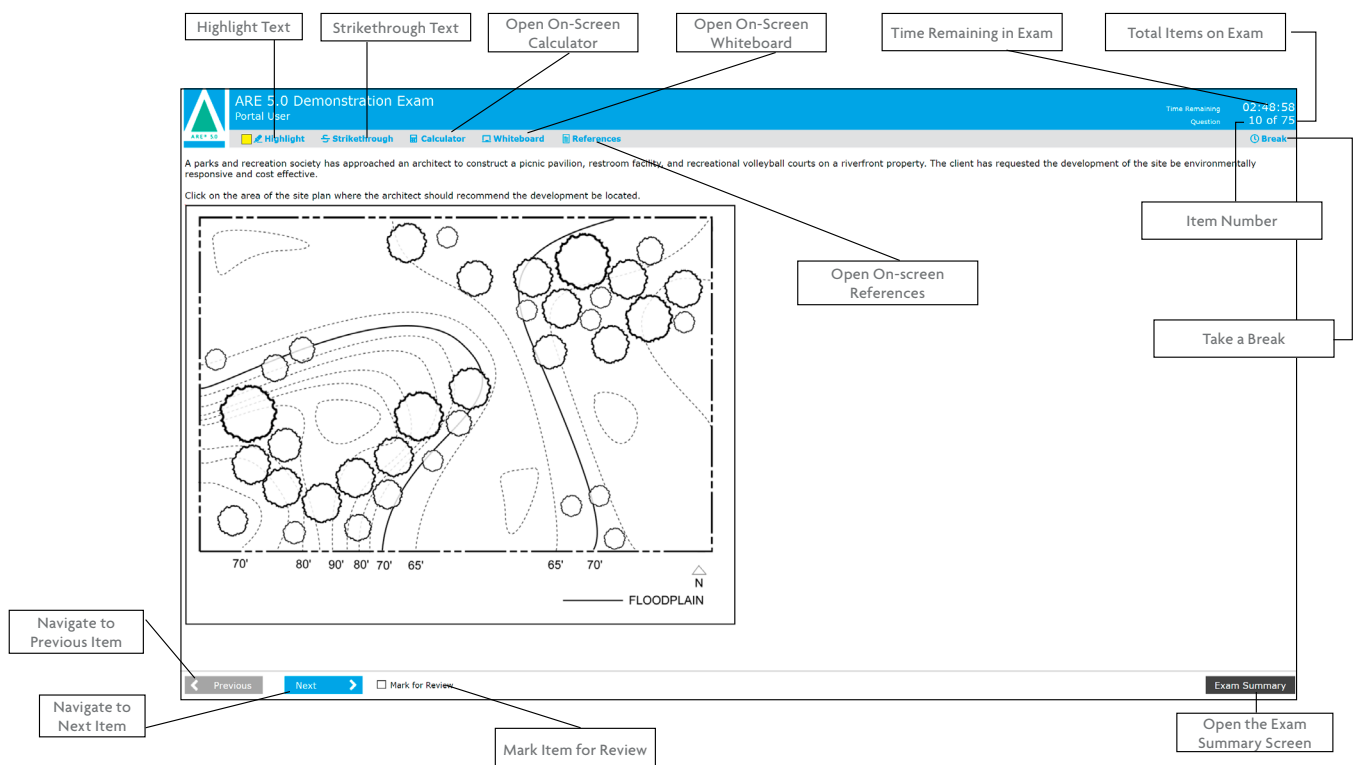 Highlight Text
Strikethrough Text
Open On-Screen
Calculator
Open On-Screen
Whiteboard
Time Remaining in Exam
Total Items on Exam
ARE 5.0 Demonstration Exam
Portal User
ARE® 5.0
Time Remaining 02:48:58
Question 10 of 75
Highlight Strikethrough Calculator Whiteboard References Break
A parks and recreation society has approached an architect to construct a picnic pavilion, restroom facility, and recreational volleyball courts on a riverfront property. The client has requested the development of the site be environmentally
responsive and cost effective.
Click on the area of the site plan where the architect should recommend the development be located.
Item Number
Open On-screen
References
Take a Break
70' 80' 90' 80' 70' 65' 65' 70'
N
FLOODPLAIN
Navigate to
Previous Item
Previous Next Mark for Review Exam Summary
Navigate to
Next Item
Mark Item for Review
Open the Exam
Summary Screen